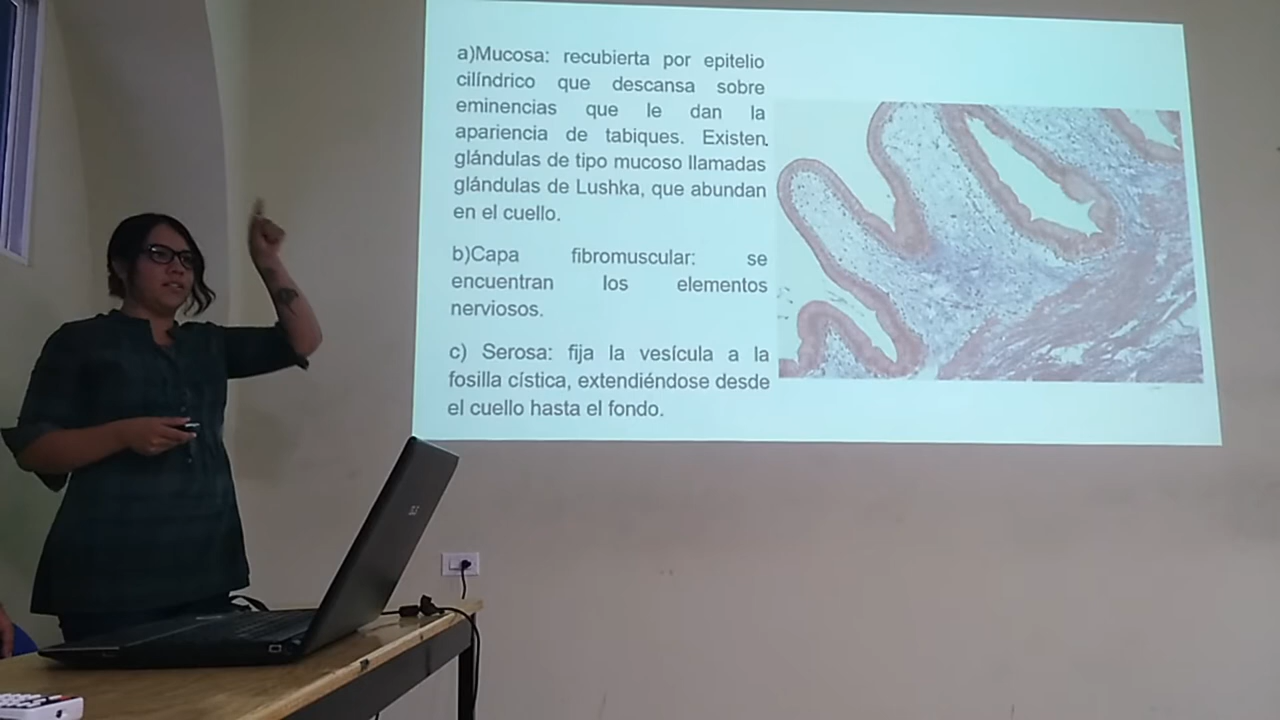 a)Mucosa: recubierta por epitelio
cilíndrico que descansa sobre
eminencias que le dan la
apariencia de tabiques. Existen
glándulas de tipo mucoso llamadas
glándulas de Lushka, que abundan
en el cuello.
b)Capa fibromuscular: se
encuentran los elementos
nerviosos.
c) Serosa: fija la vesícula a la
fosilla cística, extendiéndose desde
el cuello hasta el fondo.